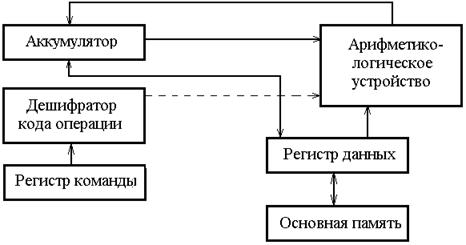 Аккумулятор
Арифметико-
логическое
устройство
Дешифратор
кода операции
Регистр данных
Регистр команды
Основная память